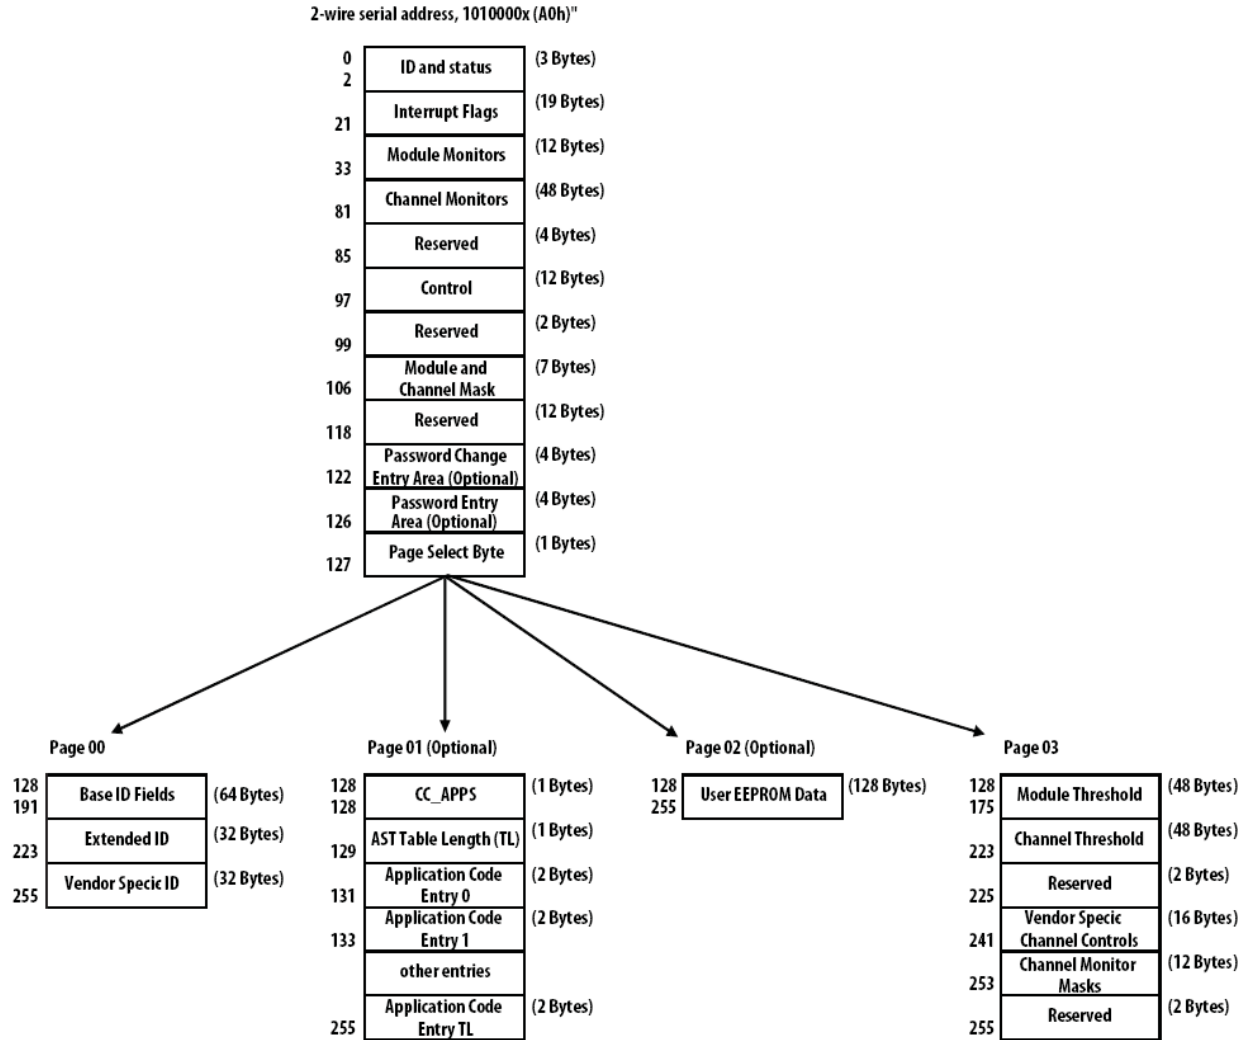 2-wire serial address, 1010000x (A0h)"
0
2
ID and status
(3 Bytes)
21
Interrupt Flags
(19 Bytes)
33
Module Monitors
(12 Bytes)
81
Channel Monitors
(48 Bytes)
85
Reserved
(4 Bytes)
97
Control
(12 Bytes)
99
Reserved
(2 Bytes)
106
Module and
Channel Mask
(7 Bytes)
118
Reserved
(12 Bytes)
122
Password Change
Entry Area (Optional)
(4 Bytes)
126
Password Entry
Area (Optional)
(4 Bytes)
127
Page Select Byte
(1 Bytes)
Page 00
128
191
Base ID Fields
(64 Bytes)
223
Extended ID
(32 Bytes)
255
Vendor Specic ID
(32 Bytes)
Page 01 (Optional)
128
128
CC_APPS
(1 Bytes)
129
AST Table Length (TL)
(1 Bytes)
131
Application Code
Entry 0
(2 Bytes)
133
Application Code
Entry 1
(2 Bytes)
other entries
255
Application Code
Entry TL
(2 Bytes)
Page 02 (Optional)
128
255
User EEPROM Data
(128 Bytes)
Page 03
128
175
Module Threshold
(48 Bytes)
223
Channel Threshold
(48 Bytes)
225
Reserved
(2 Bytes)
241
Vendor Specic
Channel Controls
(16 Bytes)
253
Channel Monitor
Masks
(12 Bytes)
255
Reserved
(2 Bytes)